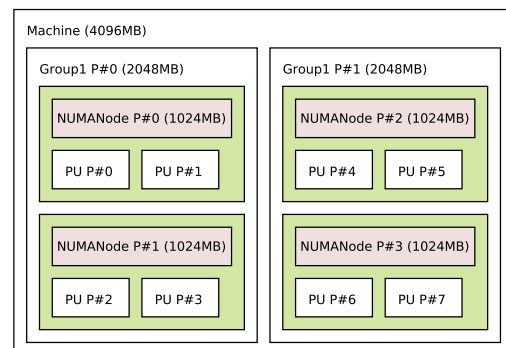 Machine (4096MB)
Group1 P#0 (2048MB)
NUMANode P#0 (1024MB)
PU P#0
PU P#1
NUMANode P#1 (1024MB)
PU P#2
PU P#3
Group1 P#1 (2048MB)
NUMANode P#2 (1024MB)
PU P#4
PU P#5
NUMANode P#3 (1024MB)
PU P#6
PU P#7